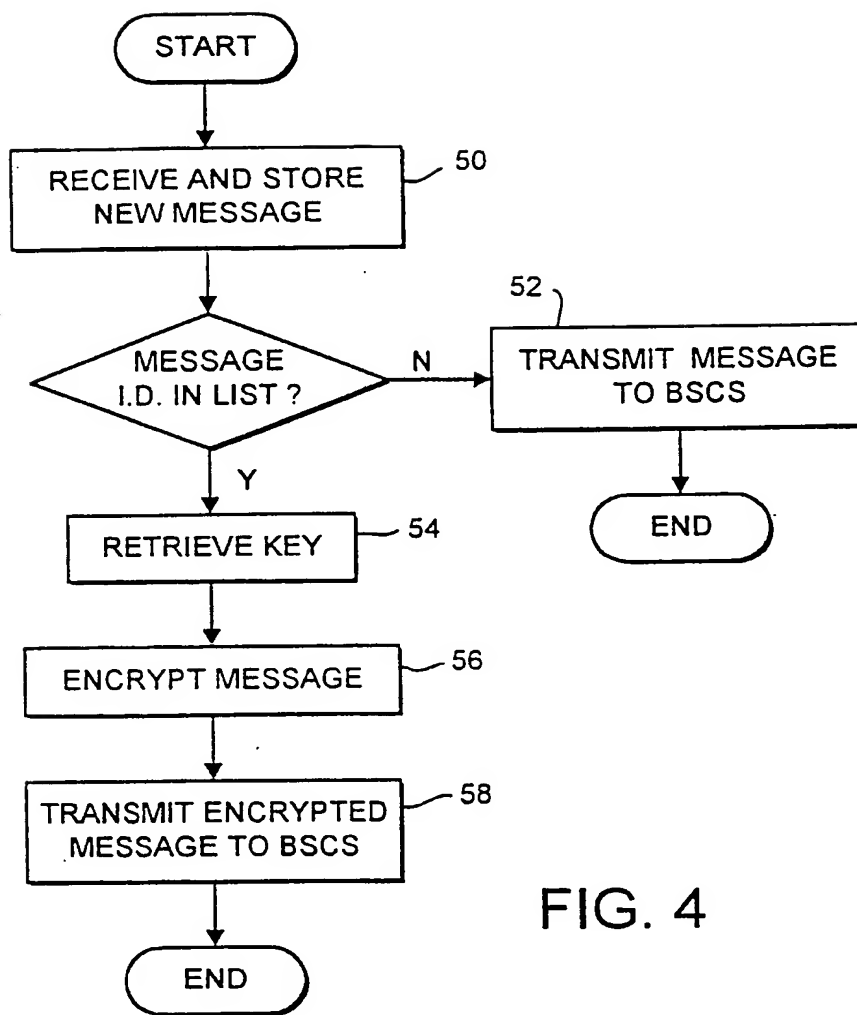 START
RECEIVE AND STORE
NEW MESSAGE
50
MESSAGE
I.D. IN LIST ?
N
52
TRANSMIT MESSAGE
TO BSCS
END
Y
RETRIEVE KEY
54
ENCRYPT MESSAGE
56
TRANSMIT ENCRYPTED
MESSAGE TO BSCS
58
END
FIG. 4